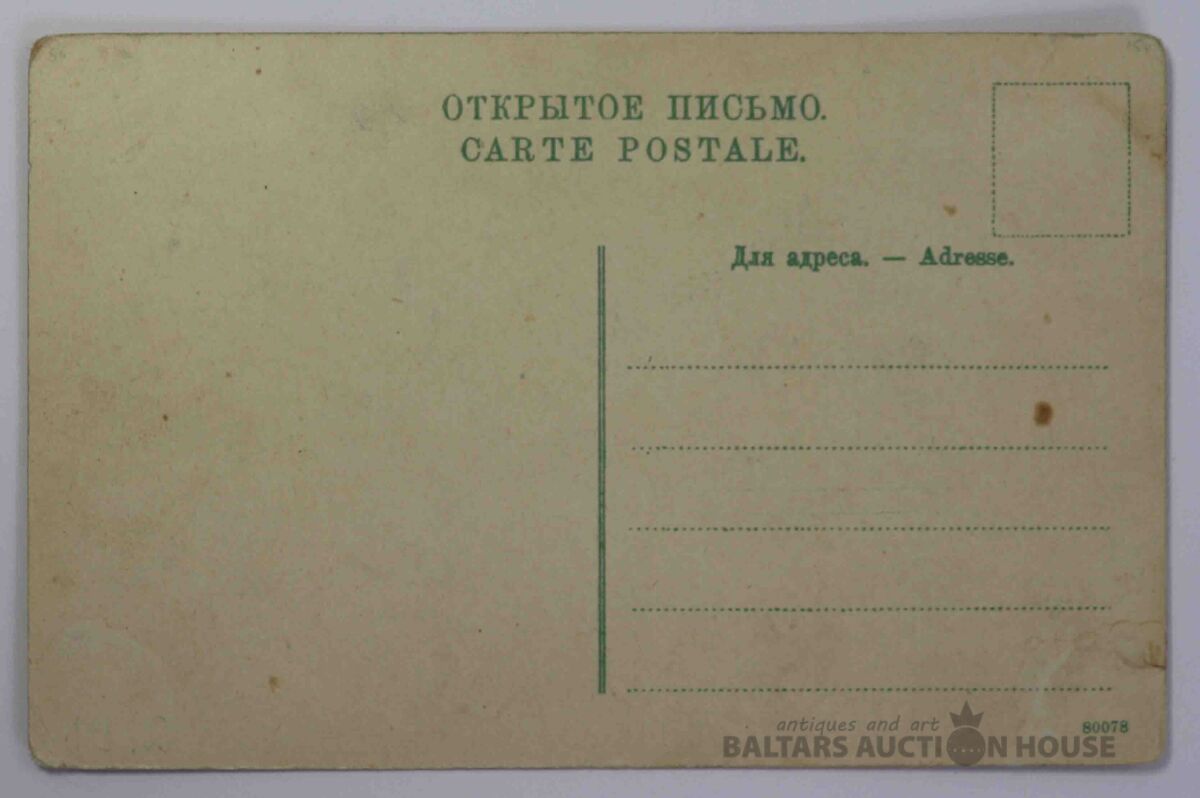 ОТКРЫТОЕ ПИСЬМО.
CARTE POSTALE.
Для адреса. — Adresse.
80078
antiques and art
BALTARS AUCTION HOUSE